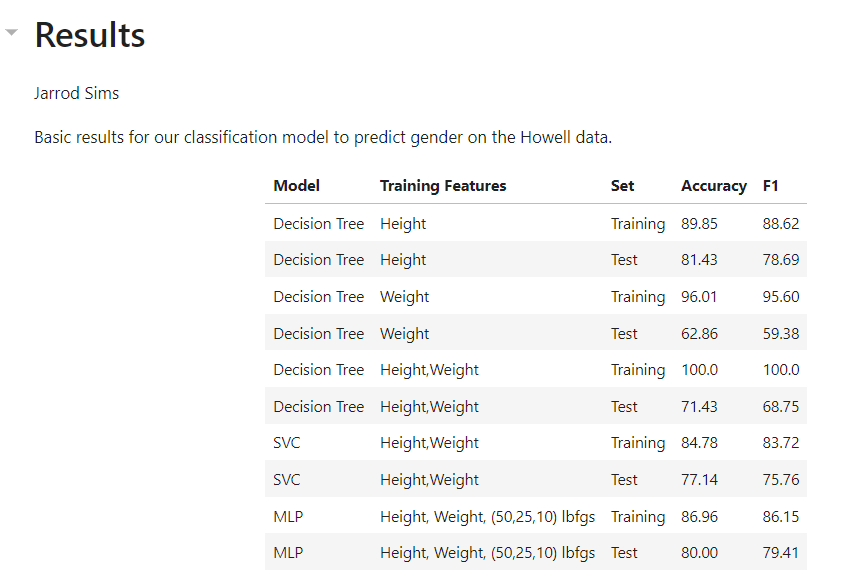 Results
Jarrod Sims
Basic results for our classification model to predict gender on the Howell data.
Model Training Features Set Accuracy F1
Decision Tree Height Training 89.85 88.62
Decision Tree Height Test 81.43 78.69
Decision Tree Weight Training 96.01 95.60
Decision Tree Weight Test 62.86 59.38
Decision Tree Height,Weight Training 100.0 100.0
Decision Tree Height,Weight Test 71.43 68.75
SVC Height,Weight Training 84.78 83.72
SVC Height,Weight Test 77.14 75.76
MLP Height, Weight, (50,25,10) lbfgs Training 86.96 86.15
MLP Height, Weight, (50,25,10) lbfgs Test 80.00 79.41